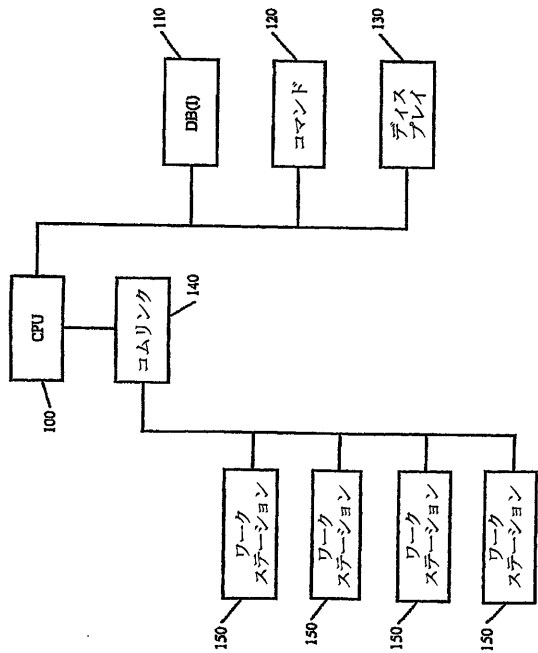 CPU
100
コムリンク
140
DB(I)
110
コマンド
120
ディス
プレイ
130
ワーク
ステーション
150
ワーク
ステーション
150
ワーク
ステーション
150
ワーク
ステーション
150